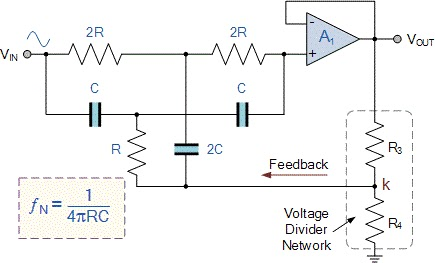 2R
2R
-
A1
+
VIN
VOUT
C
C
R
2C
R3
Feedback
k
fN = 1
4πRC
Voltage
Divider
Network
R4